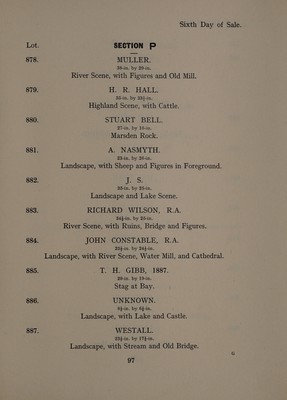 Sixth Day of Sale.
Lot. SECTION P
878. MULLER.
River Scene, with Figures and Old Mill.
879. H. R. HALL.
Highland Scene, with Cattle.
880. STUART BELL.
Marsden Rock.
881. A. NASMYTH.
Landscape, with Sheep and Figures in Foreground.
882. J. S.
Landscape and Lake Scene.
883. RICHARD WILSON, R.A.
River Scene, with Ruins, Bridge and Figures.
884. JOHN CONSTABLE, R.A.
Landscape, with River Scene, Water Mill, and Cathedral.
885. T. H. GIBB, 1887.
Stag at Bay.
886. UNKNOWN.
Landscape, with Lake and Castle.
887. WESTALL.
Landscape, with Stream and Old Bridge.
97